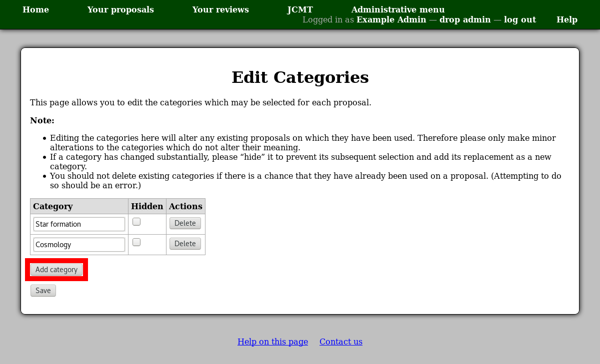 Home Your proposals Your reviews JCMT Administrative menu
Logged in as Example Admin — drop admin — log out Help
Edit Categories
This page allows you to edit the categories which may be selected for each proposal.
Note:
• Editing the categories here will alter any existing proposals on which they have been used. Therefore please only make minor
alterations to the categories which do not alter their meaning.
• If a category has changed substantially, please “hide” it to prevent its subsequent selection and add its replacement as a new
category.
• You should not delete existing categories if there is a chance that they have already been used on a proposal. (Attempting to do
so should be an error.)
Category Hidden Actions
Star formation Delete
Cosmology Delete
Add category
Save
Help on this page Contact us